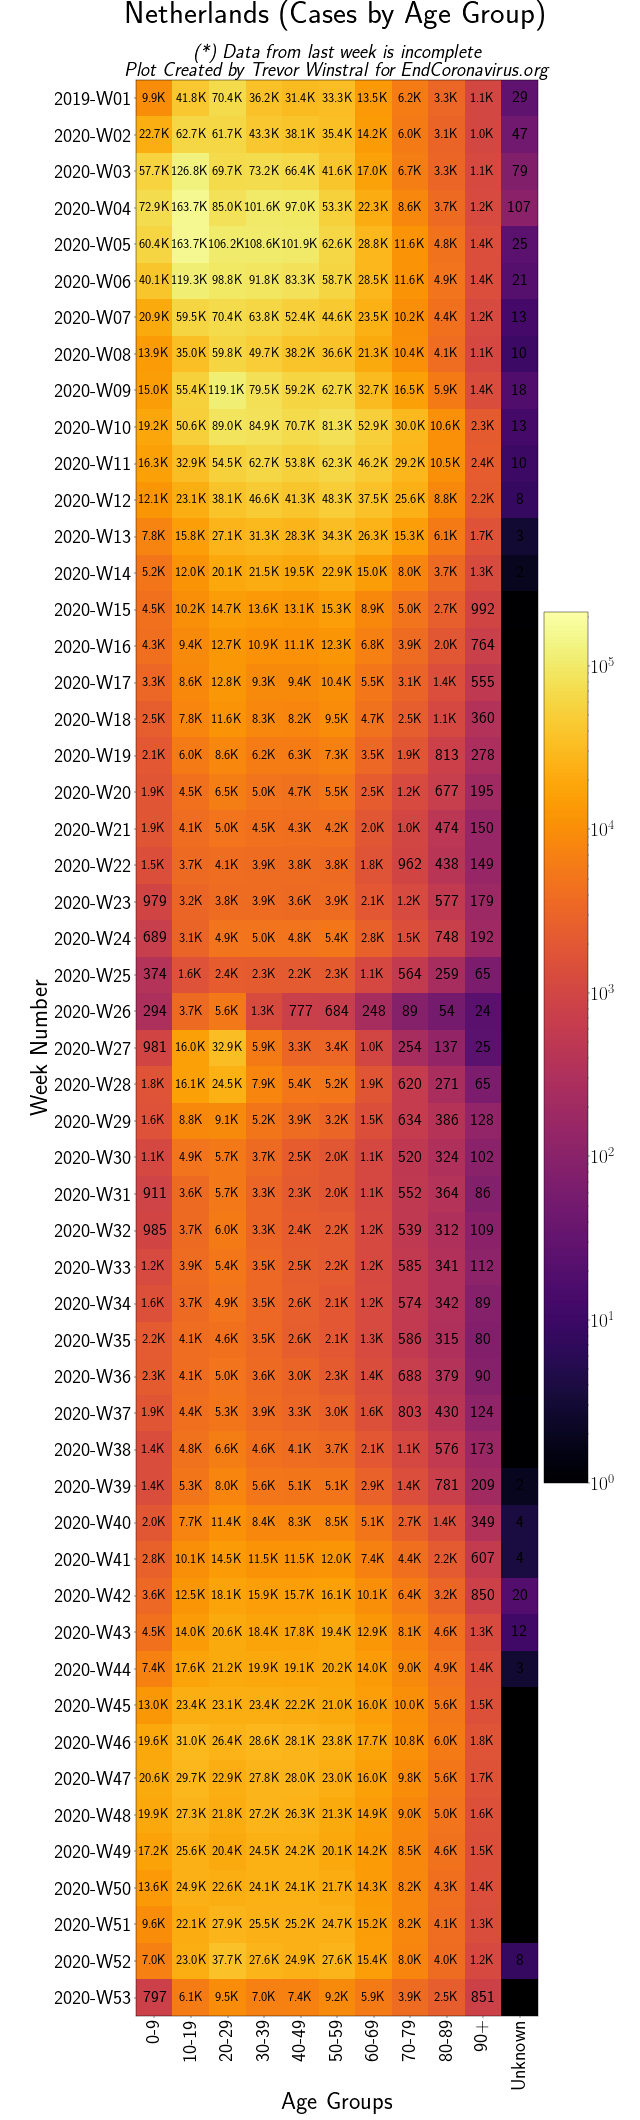 Netherlands (Cases by Age Group)
(*) Data from last week is incomplete
Plot Created by Trevor Winstral for EndCoronavirus.org
2019-W01 9.9K 41.8K 70.4K 36.2K 31.4K 33.3K 13.5K 6.2K 3.3K 1.1K 29
2020-W02 22.7K 62.7K 61.7K 43.3K 38.1K 35.4K 14.2K 6.0K 3.1K 1.0K 47
2020-W03 57.7K 126.8K 69.7K 73.2K 66.4K 41.6K 17.0K 6.7K 3.3K 1.1K 79
2020-W04 72.9K 163.7K 85.0K 101.6K 97.0K 53.3K 22.3K 8.6K 3.7K 1.2K 107
2020-W05 60.4K 163.7K 106.2K 108.6K 101.9K 62.6K 28.8K 11.6K 4.8K 1.4K 25
2020-W06 40.1K 119.3K 98.8K 91.8K 83.3K 58.7K 28.5K 11.6K 4.9K 1.4K 21
2020-W07 20.9K 59.5K 70.4K 63.8K 52.4K 44.6K 23.5K 10.2K 4.4K 1.2K 13
2020-W08 13.9K 35.0K 59.8K 49.7K 38.2K 36.6K 21.3K 10.4K 4.1K 1.1K 10
2020-W09 15.0K 55.4K 119.1K 79.5K 59.2K 62.7K 32.7K 16.5K 5.9K 1.4K 18
2020-W10 19.2K 50.6K 89.0K 84.9K 70.7K 81.3K 52.9K 30.0K 10.6K 2.3K 13
2020-W11 16.3K 32.9K 54.5K 62.7K 53.8K 62.3K 46.2K 29.2K 10.5K 2.4K 10
2020-W12 12.1K 23.1K 38.1K 46.6K 41.3K 48.3K 37.5K 25.6K 8.8K 2.2K 8
2020-W13 7.8K 15.8K 27.1K 31.3K 28.3K 34.3K 26.3K 15.3K 6.1K 1.7K 3
2020-W14 5.2K 12.0K 20.1K 21.5K 19.5K 22.9K 15.0K 8.0K 3.7K 1.3K 2
2020-W15 4.5K 10.2K 14.7K 13.6K 13.1K 15.3K 8.9K 5.0K 2.7K 992
2020-W16 4.3K 9.4K 12.7K 10.9K 11.1K 12.3K 6.8K 3.9K 2.0K 764
2020-W17 3.3K 8.6K 12.8K 9.3K 9.4K 10.4K 5.5K 3.1K 1.4K 555
2020-W18 2.5K 7.8K 11.6K 8.3K 8.2K 9.5K 4.7K 2.5K 1.1K 360
2020-W19 2.1K 6.0K 8.6K 6.2K 6.3K 7.3K 3.5K 1.9K 813 278
2020-W20 1.9K 4.5K 6.5K 5.0K 4.7K 5.5K 2.5K 1.2K 677 195
2020-W21 1.9K 4.1K 5.0K 4.5K 4.3K 4.2K 2.0K 1.0K 474 150
2020-W22 1.5K 3.7K 4.1K 3.9K 3.8K 3.8K 1.8K 962 438 149
2020-W23 979 3.2K 3.8K 3.9K 3.6K 3.9K 2.1K 1.2K 577 179
2020-W24 689 3.1K 4.9K 5.0K 4.8K 5.4K 2.8K 1.5K 748 192
2020-W25 374 1.6K 2.4K 2.3K 2.2K 2.3K 1.1K 564 259 65
2020-W26 294 3.7K 5.6K 1.3K 777 684 248 89 54 24
2020-W27 981 16.0K 32.9K 5.9K 3.3K 3.4K 1.0K 254 137 25
2020-W28 1.8K 16.1K 24.5K 7.9K 5.4K 5.2K 1.9K 620 271 65
2020-W29 1.6K 8.8K 9.1K 5.2K 3.9K 3.2K 1.5K 634 386 128
2020-W30 1.1K 4.9K 5.7K 3.7K 2.5K 2.0K 1.1K 520 324 102
2020-W31 911 3.6K 5.7K 3.3K 2.3K 2.0K 1.1K 552 364 86
2020-W32 985 3.7K 6.0K 3.3K 2.4K 2.2K 1.2K 539 312 109
2020-W33 1.2K 3.9K 5.4K 3.5K 2.5K 2.2K 1.2K 585 341 112
2020-W34 1.6K 3.7K 4.9K 3.5K 2.6K 2.1K 1.2K 574 342 89
2020-W35 2.2K 4.1K 4.6K 3.5K 2.6K 2.1K 1.3K 586 315 80
2020-W36 2.3K 4.1K 5.0K 3.6K 3.0K 2.3K 1.4K 688 379 90
2020-W37 1.9K 4.4K 5.3K 3.9K 3.3K 3.0K 1.6K 803 430 124
2020-W38 1.4K 4.8K 6.6K 4.6K 4.1K 3.7K 2.1K 1.1K 576 173
2020-W39 1.4K 5.3K 8.0K 5.6K 5.1K 5.1K 2.9K 1.4K 781 209 2
2020-W40 2.0K 7.7K 11.4K 8.4K 8.3K 8.5K 5.1K 2.7K 1.4K 349 4
2020-W41 2.8K 10.1K 14.5K 11.5K 11.5K 12.0K 7.4K 4.4K 2.2K 607 4
2020-W42 3.6K 12.5K 18.1K 15.9K 15.7K 16.1K 10.1K 6.4K 3.2K 850 20
2020-W43 4.5K 14.0K 20.6K 18.4K 17.8K 19.4K 12.9K 8.1K 4.6K 1.3K 12
2020-W44 7.4K 17.6K 21.2K 19.9K 19.1K 20.2K 14.0K 9.0K 4.9K 1.4K 3
2020-W45 13.0K 23.4K 23.1K 23.4K 22.2K 21.0K 16.0K 10.0K 5.6K 1.5K
2020-W46 19.6K 31.0K 26.4K 28.6K 28.1K 23.8K 17.7K 10.8K 6.0K 1.8K
2020-W47 20.6K 29.7K 22.9K 27.8K 28.0K 23.0K 16.0K 9.8K 5.6K 1.7K
2020-W48 19.9K 27.3K 21.8K 27.2K 26.3K 21.3K 14.9K 9.0K 5.0K 1.6K
2020-W49 17.2K 25.6K 20.4K 24.5K 24.2K 20.1K 14.2K 8.5K 4.6K 1.5K
2020-W50 13.6K 24.9K 22.6K 24.1K 24.1K 21.7K 14.3K 8.2K 4.3K 1.4K
2020-W51 9.6K 22.1K 27.9K 25.5K 25.2K 24.7K 15.2K 8.2K 4.1K 1.3K
2020-W52 7.0K 23.0K 37.7K 27.6K 24.9K 27.6K 15.4K 8.0K 4.0K 1.2K 8
2020-W53 797 6.1K 9.5K 7.0K 7.4K 9.2K 5.9K 3.9K 2.5K 851
0-9 10-19 20-29 30-39 40-49 50-59 60-69 70-79 80-89 90+ Unknown
Age Groups
Week Number
10⁵
10⁴
10³
10²
10¹
10⁰